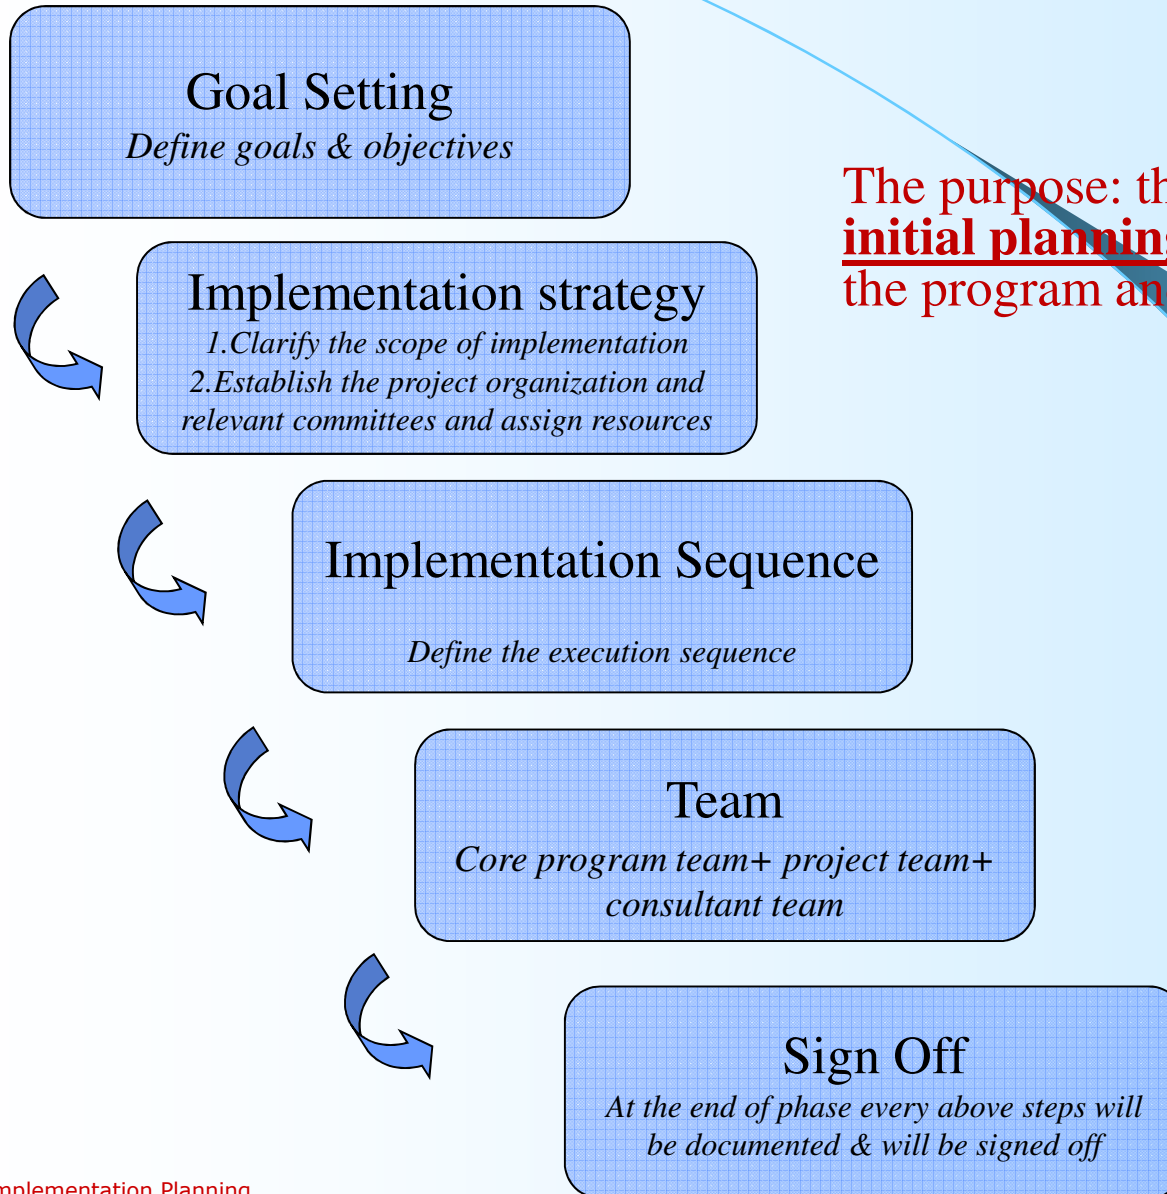 Goal Setting
Define goals & objectives
The purpose:
initial
the program
Implementation strategy
1.Clarify the scope of implementation
2.Establish the project organization and
relevant committees and assign resources
Implementation Sequence
Define the execution sequence
Team
Core program team+ project team+
consultant team
Sign Off
At the end of phase every above steps will
be documented & will be signed off
Planning